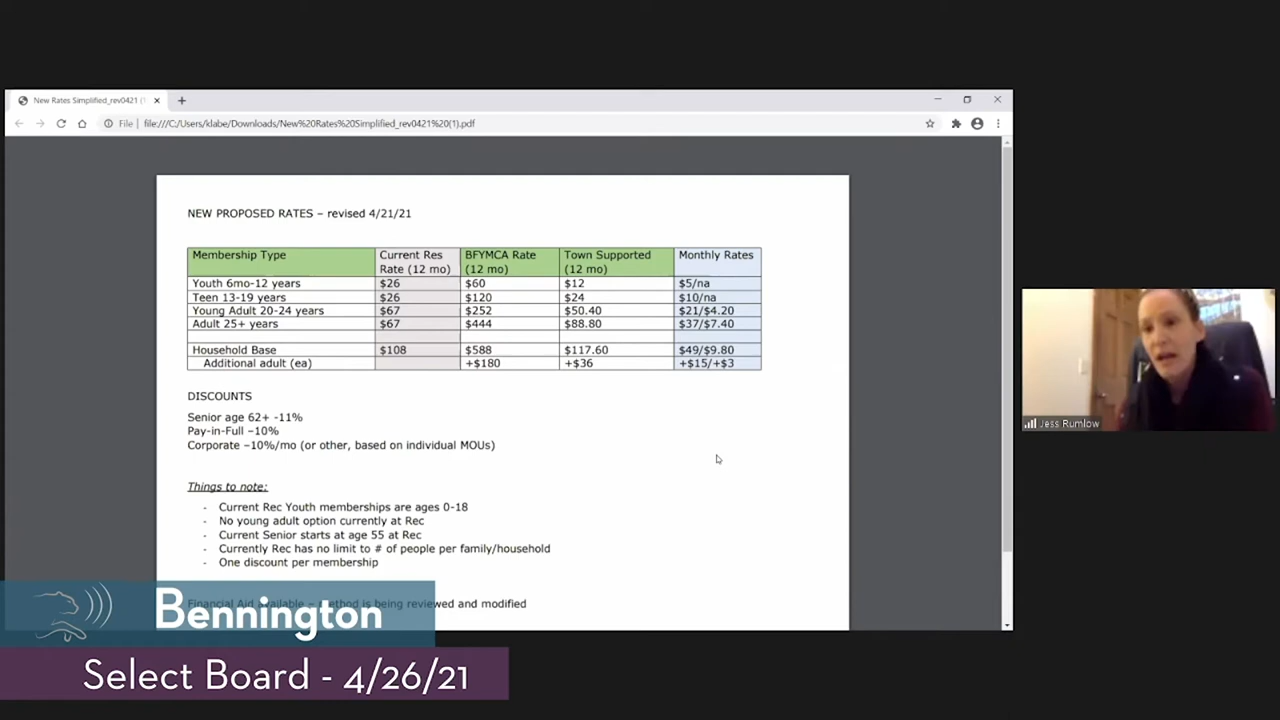 New Rates Simplified_rev0421 (1
File
file:///C:/Users/klabe/Downloads/New%20Rates%20Simplified_rev0421%20(1).pdf
NEW PROPOSED RATES – revised 4/21/21
Membership Type Current Res Rate (12 mo) BFYMCA Rate (12 mo) Town Supported (12 mo) Monthly Rates
Youth 6mo-12 years $26 $60 $12 $5/na
Teen 13-19 years $26 $120 $24 $10/na
Young Adult 20-24 years $67 $252 $50.40 $21/$4.20
Adult 25+ years $67 $444 $88.80 $37/$7.40
Household Base $108 $588 $117.60 $49/$9.80
Additional adult (ea) +$180 +$36 +$15/+$3
DISCOUNTS
Senior age 62+ -11%
Pay-in-Full –10%
Corporate –10%/mo (or other, based on individual MOUs)
Things to note:
- Current Rec Youth memberships are ages 0-18
- No young adult option currently at Rec
- Current Senior starts at age 55 at Rec
- Currently Rec has no limit to # of people per family/household
- One discount per membership
Financial Aid available – method is being reviewed and modified
Jess Rumlow
Bennington
Select Board - 4/26/21